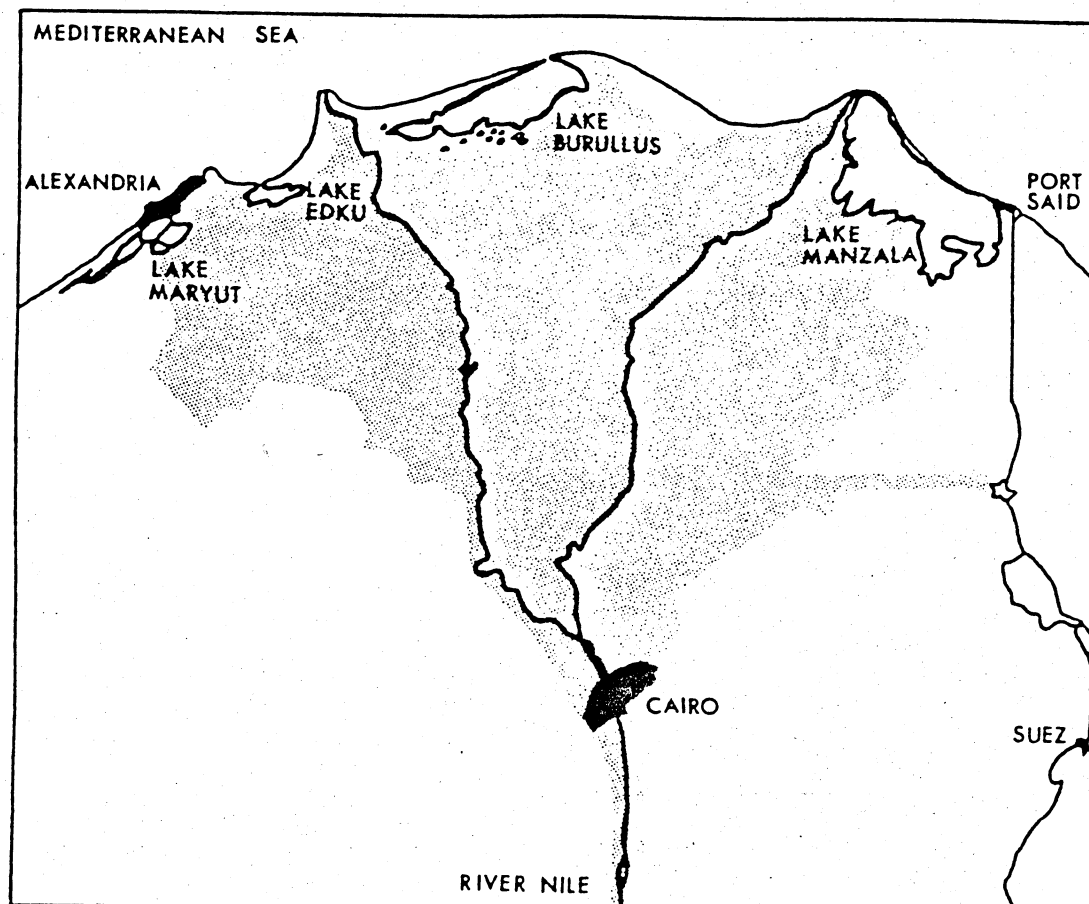 MEDITERRANEAN SEA
LAKE
BURULLUS
ALEXANDRIA
LAKE
EDKU
PORT
SAID
LAKE
MANZALA
LAKE
MARYUT
CAIRO
SUEZ
RIVER NILE